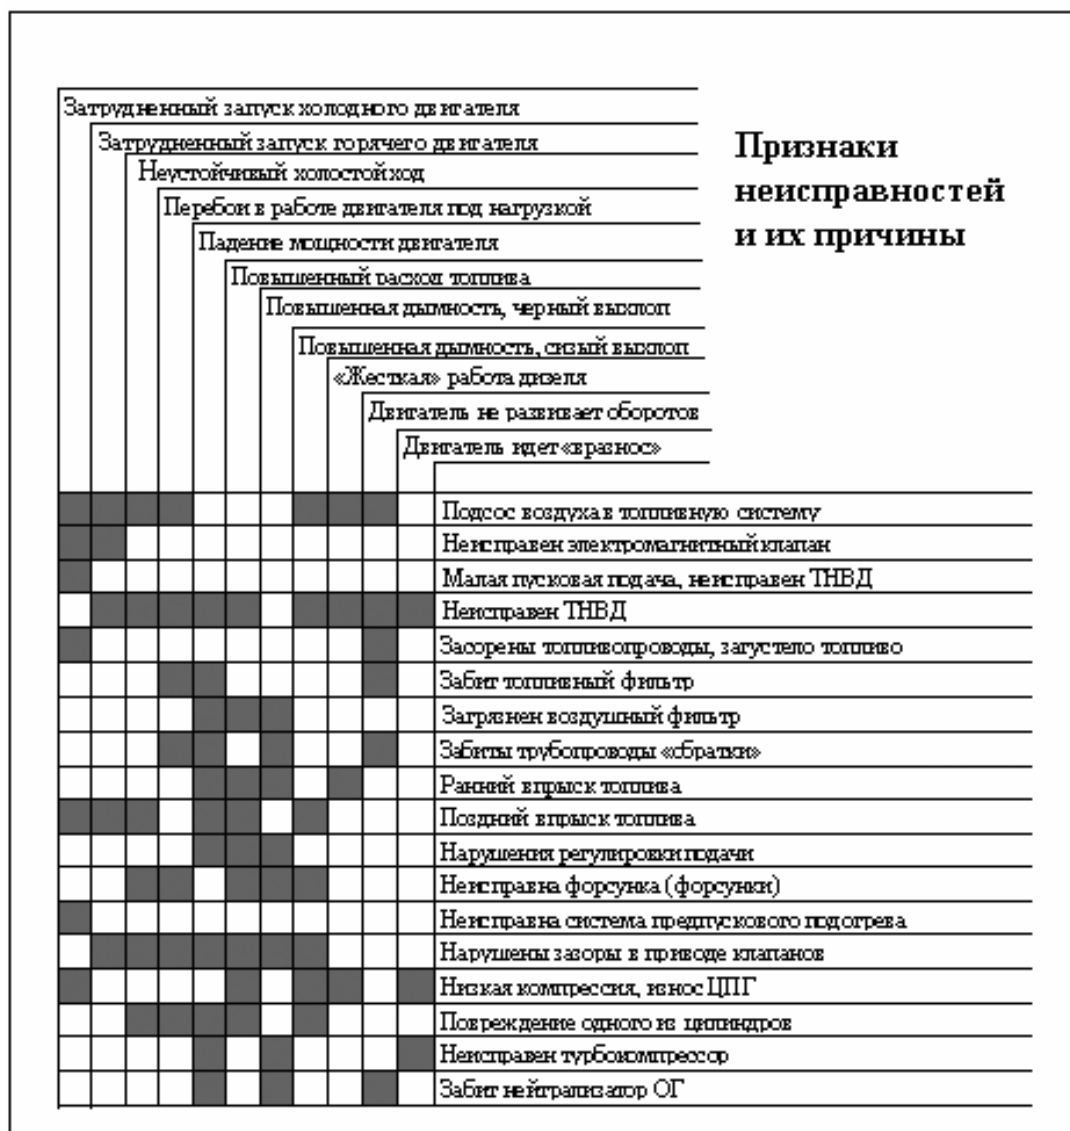 Затрудненный запуск холодного двигателя
Затрудненный запуск горячего двигателя
Неустойчивый холостой ход
Перебои в работе двигателя под нагрузкой
Падение мощности двигателя
Повышенный расход топлива
Повышенная дымность, черный выхлоп
Повышенная дымность, сизый выхлоп
«Жесткая» работа дизеля
Двигатель не развивает оборотов
Двигатель идет «вразнос»
Признаки
неисправностей
и их причины
Подсос воздуха в топливную систему
Неисправен электромагнитный клапан
Малая пусковая подача, неисправен ТНВД
Неисправен ТНВД
Засорены топливопроводы, загустело топливо
Забит топливный фильтр
Загрязнен воздушный фильтр
Забиты трубопроводы «обратки»
Ранний впрыск топлива
Поздний впрыск топлива
Нарушения регулировки подачи
Неисправна форсунка (форсунки)
Неисправна система предпускового подогрева
Нарушены зазоры в приводе клапанов
Низкая компрессия, износ ЦПГ
Повреждение одного из цилиндров
Неисправен турбокомпрессор
Забит нейтрализатор ОГ